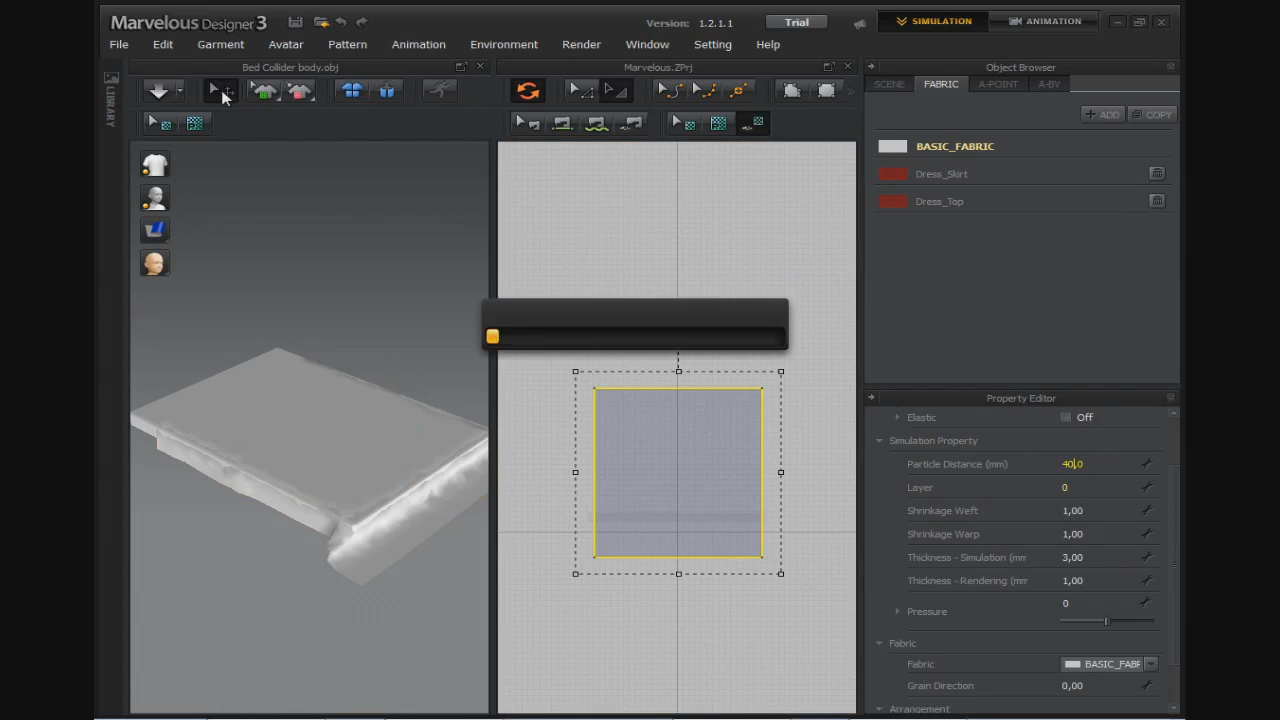 Marvelous Designer 3
Version: 1.2.1.1
Trial
SIMULATION
ANIMATION
File Edit Garment Avatar Pattern Animation Environment Render Window Setting Help
LIBRARY
Bed Collider body.obj
Marvelous.ZPrj
Object Browser
SCENE FABRIC A-POINT A-BY
ADD COPY
BASIC_FABRIC
Dress_Skirt
Dress_Top
Property Editor
Elastic Off
Simulation Property
Particle Distance (mm) 40,0
Layer 0
Shrinkage Weft 1,00
Shrinkage Warp 1,00
Thickness - Simulation (mm 3,00
Thickness - Rendering (mm 1,00
Pressure 0
Fabric
Fabric BASIC_FABF
Grain Direction 0,00
Arrangement